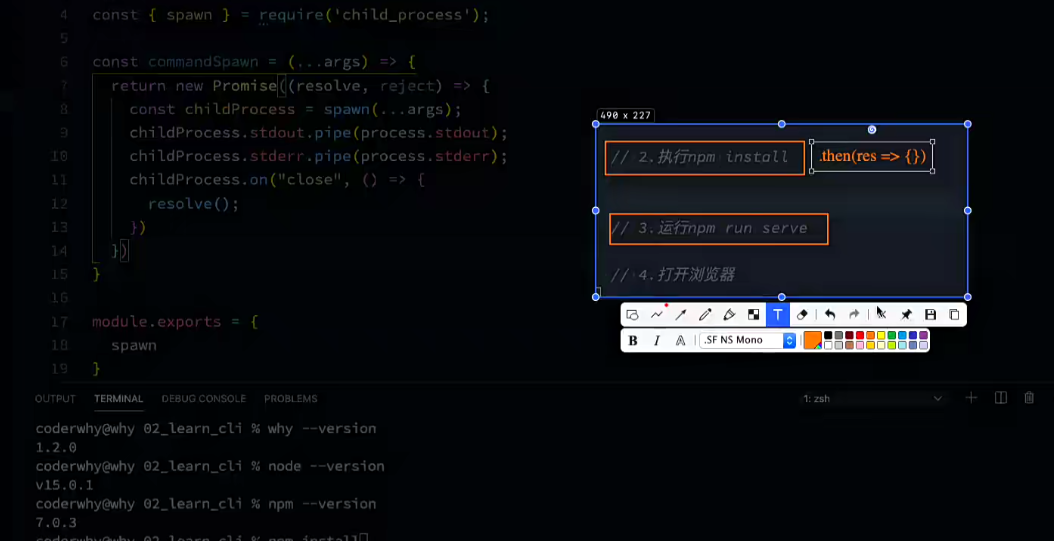 4 const { spawn } = require('child_process');
5
6 const commandSpawn = (...args) => {
7 return new Promise((resolve, reject) => {
8 const childProcess = spawn(...args);
9 childProcess.stdout.pipe(process.stdout);
10 childProcess.stderr.pipe(process.stderr);
11 childProcess.on("close", () => {
12 resolve();
13 })
14 })
15 }
16
17 module.exports = {
18 spawn
19 }
490 x 227
// 2.执行npm install .then(res => {})
// 3.运行npm run serve
// 4.打开浏览器
T
B I A .SF NS Mono
OUTPUT TERMINAL DEBUG CONSOLE PROBLEMS 1: zsh
coderwhy@why 02_learn_cli % why --version
1.2.0
coderwhy@why 02_learn_cli % node --version
v15.0.1
coderwhy@why 02_learn_cli % npm --version
7.0.3
coderwhy@why 02_learn_cli % npm install